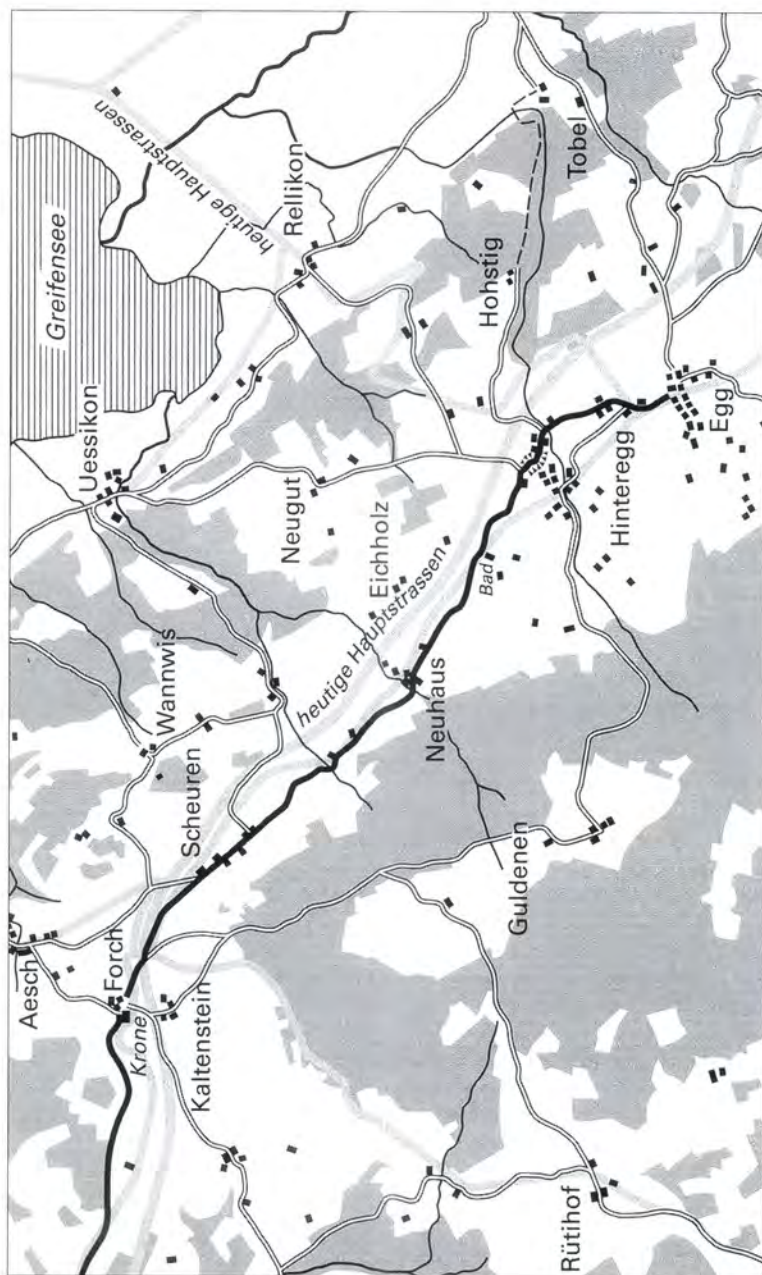 Greifensee
heutige Hauptstrassen
Uessikon
Rellikon
Aesch
Wannwis
Neugut
Hohstig
Tobel
Forch
Krone
Scheuren
Eichholz
heutige Hauptstrassen
Kaltenstein
Neuhaus
Bad
Hinteregg
Egg
Guldenen
Rütihof